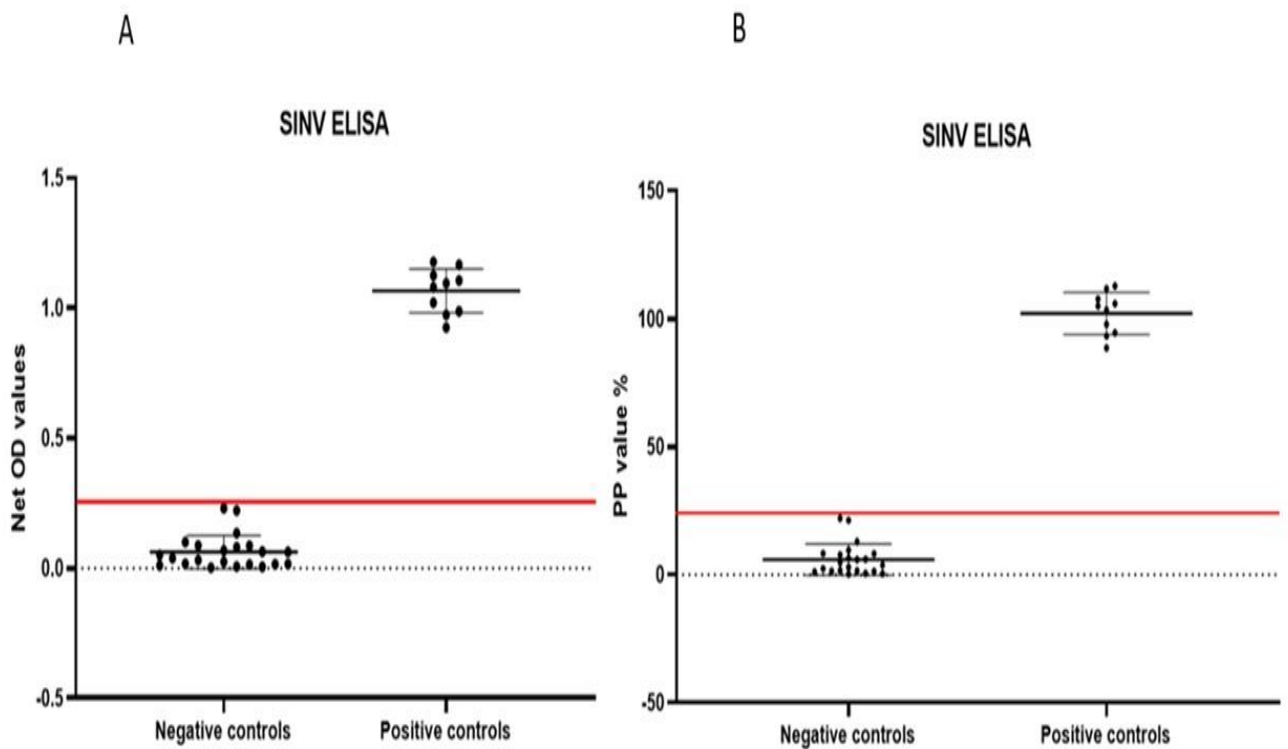 A
SINV ELISA
Net OD values
1.5
1.0
0.5
0.0
-0.5
Negative controls
Positive controls
B
SINV ELISA
PP value %
150
100
50
0
-50
Negative controls
Positive controls